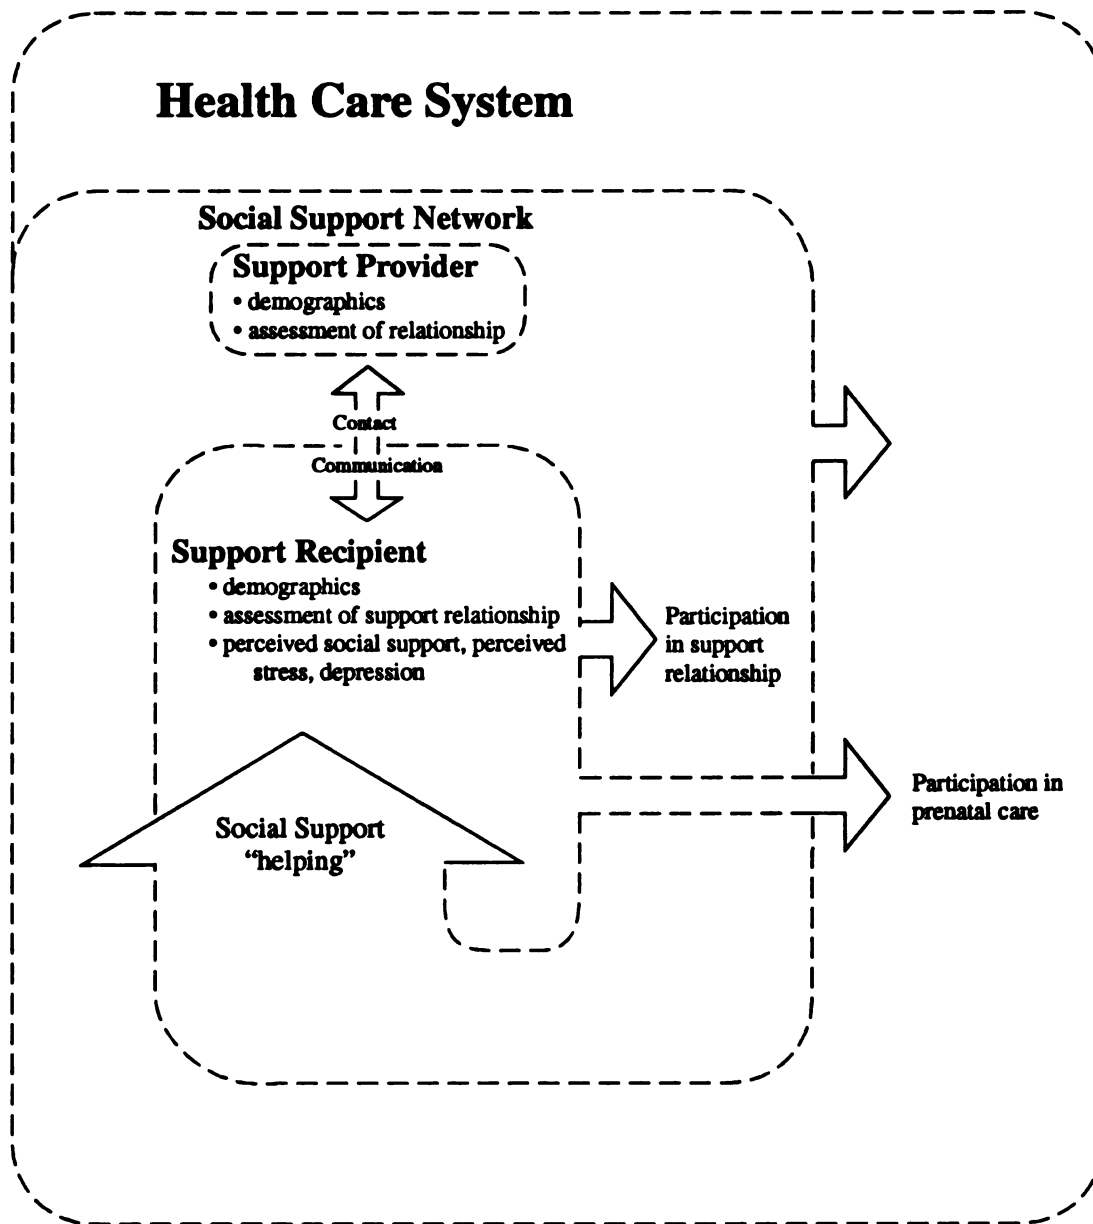 Health Care System
Social Support Network
Support Provider
• demographics
• assessment of relationship
Contact
Communication
Support Recipient
• demographics
• assessment of support relationship
• perceived social support, perceived
stress, depression
Participation
in support
relationship
Social Support
“helping”
Participation in
prenatal care